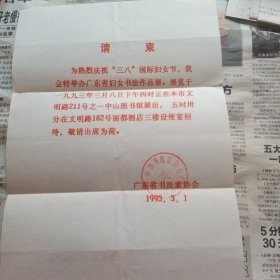 请柬
为热烈庆祝“三八”国际妇女节，我
会特举办广东省妇女书法作品展。展览于
一九九三年三月八日下午四时正在本市文
明路211号之一中山图书馆展出，五时卅
分在文明路182号丽都酒店三楼设便宴招
待。敬请出席为荷。
广东省书法家协会
1993．3．1